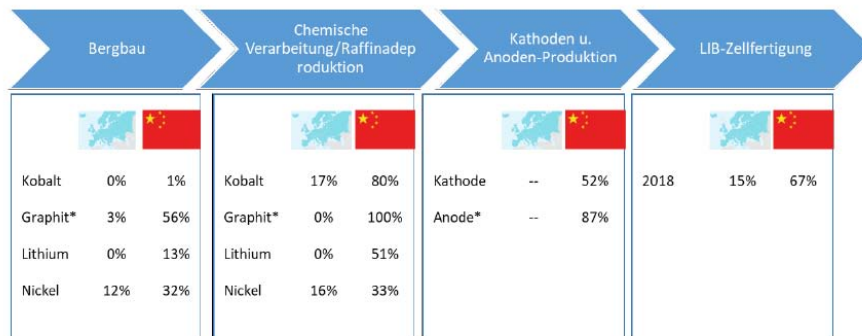 Bergbau
Chemische
Verarbeitung/Raffinadep
roduktion
Kathoden u.
Anoden-Produktion
LIB-Zellfertigung
Kobalt 0% 1%
Graphit* 3% 56%
Lithium 0% 13%
Nickel 12% 32%
Kobalt 17% 80%
Graphit* 0% 100%
Lithium 0% 51%
Nickel 16% 33%
Kathode -- 52%
Anode* -- 87%
2018 15% 67%